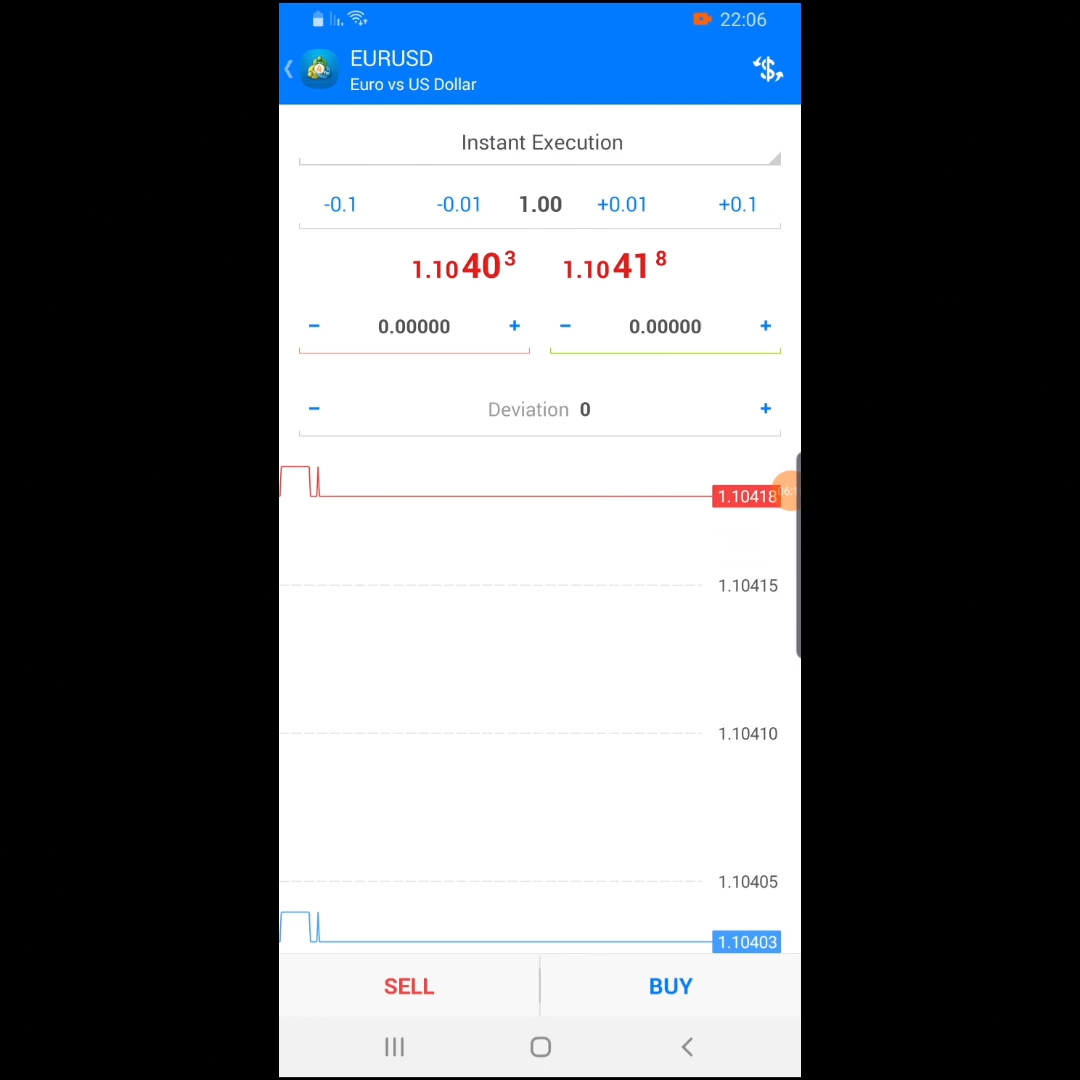 22:06
EURUSD
Euro vs US Dollar
Instant Execution
-0.1 -0.01 1.00 +0.01 +0.1
1.10403 1.10418
- 0.00000 + - 0.00000 +
- Deviation 0 +
1.10418
1.10415
1.10410
1.10405
1.10403
SELL BUY